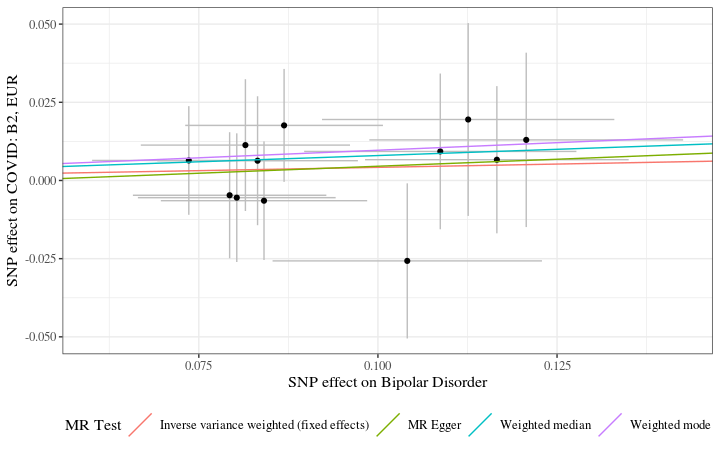 0.050
0.025
0.000
-0.025
-0.050
SNP effect on COVID: B2, EUR
0.075
0.100
0.125
SNP effect on Bipolar Disorder
MR Test
Inverse variance weighted (fixed effects)
MR Egger
Weighted median
Weighted mode